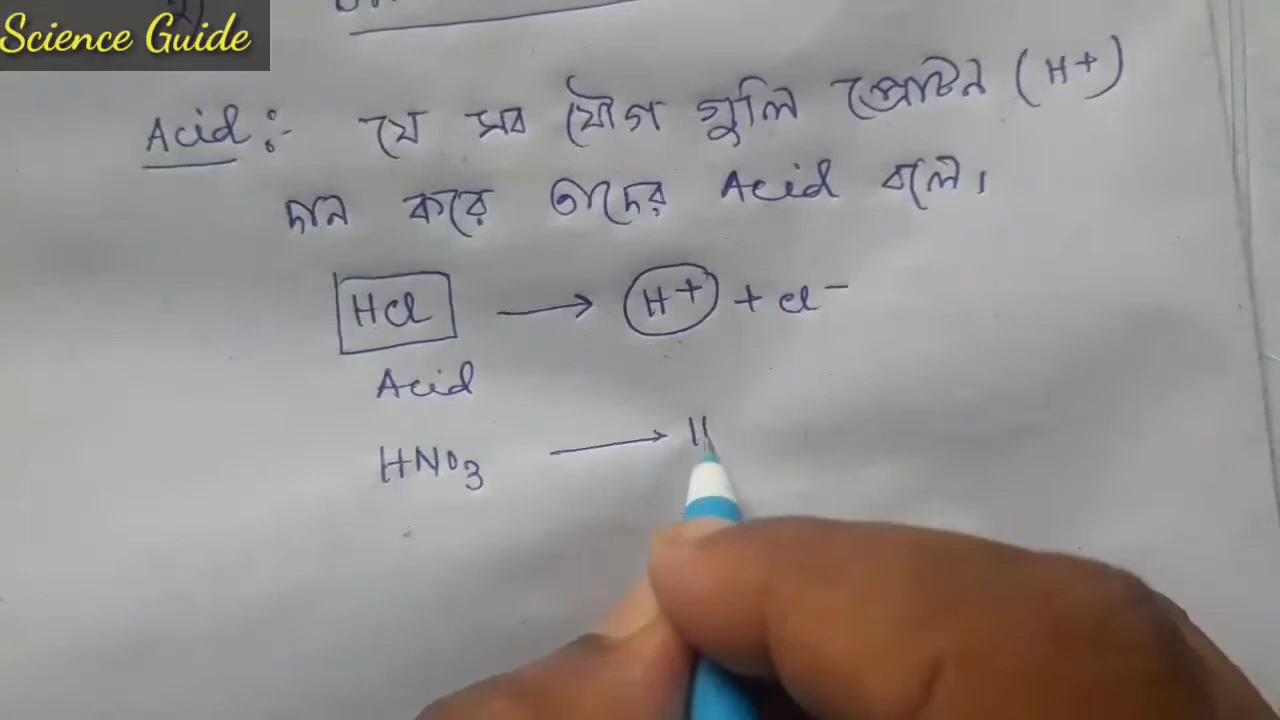 Science Guide
Acid:- যে সব যৌগ গুলি প্রোটন (H+)
দান করে তাদের Acid বলে।
HCl ⟶ H+ + Cl−
Acid
HNO3 ⟶ H